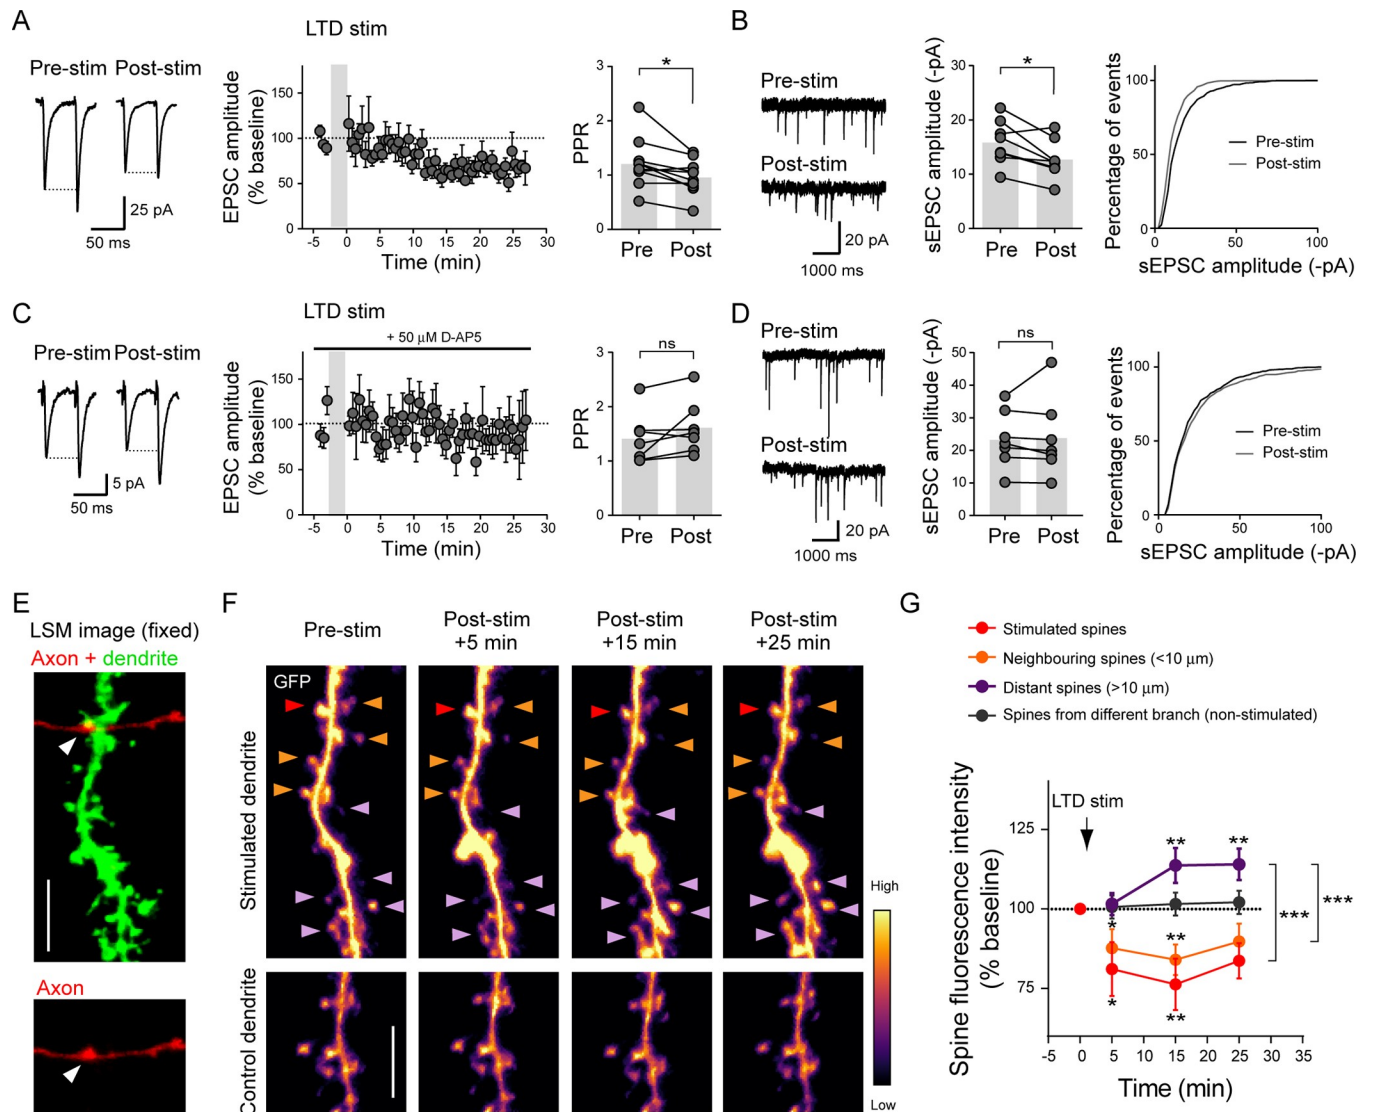 A
LTD stim
Pre-stim Post-stim
25 pA
50 ms
EPSC amplitude
(% baseline)
150
100
50
0
-5 0 5 10 15 20 25 30
Time (min)
PPR
3
2
1
0
*
Pre Post
B
Pre-stim
Post-stim
20 pA
1000 ms
sEPSC amplitude (-pA)
30
20
10
0
*
Pre Post
Percentage of events
100
50
Pre-stim
Post-stim
0 50 100
sEPSC amplitude (-pA)
C
LTD stim
+ 50 μM D-AP5
Pre-stim Post-stim
5 pA
50 ms
EPSC amplitude
(% baseline)
150
100
50
0
-5 0 5 10 15 20 25 30
Time (min)
PPR
3
2
1
0
ns
Pre Post
D
Pre-stim
Post-stim
20 pA
1000 ms
sEPSC amplitude (-pA)
50
40
30
20
10
0
ns
Pre Post
Percentage of events
100
50
Pre-stim
Post-stim
0 50 100
sEPSC amplitude (-pA)
E
LSM image (fixed)
Axon + dendrite
Axon
F
Pre-stim
Post-stim
+5 min
Post-stim
+15 min
Post-stim
+25 min
GFP
Stimulated dendrite
Control dendrite
High
Low
G
Stimulated spines
Neighbouring spines (<10 μm)
Distant spines (>10 μm)
Spines from different branch (non-stimulated)
LTD stim
Spine fluorescence intensity
(% baseline)
125
100
75
** **
*
**
*
**
***
***
-5 0 5 10 15 20 25 30 35
Time (min)